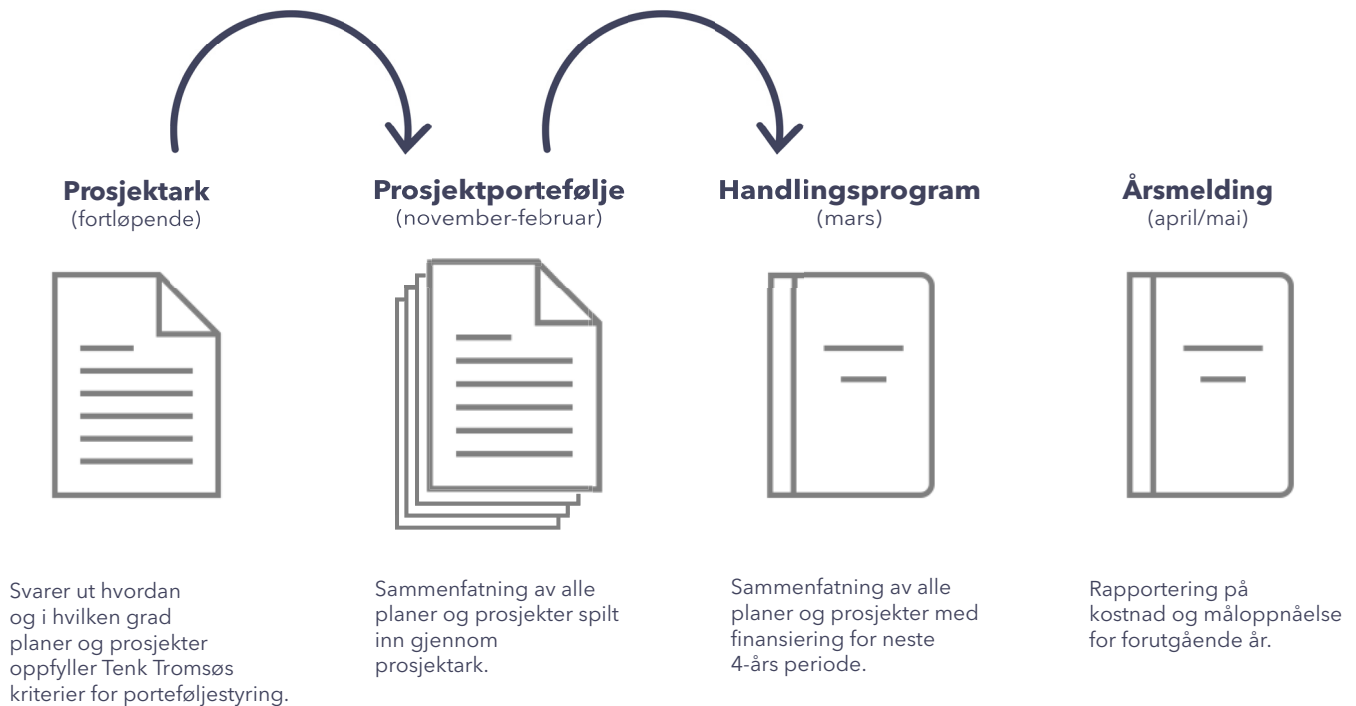 Prosjektark
(fortløpende)
Svarer ut hvordan
og i hvilken grad
planer og prosjekter
oppfyller Tenk Tromsøs
kriterier for porteføljestyring.
Prosjektportefølje
(november-februar)
Sammenfatning av alle
planer og prosjekter spilt
inn gjennom
prosjektark.
Handlingsprogram
(mars)
Sammenfatning av alle
planer og prosjekter med
finansiering for neste
4-års periode.
Årsmelding
(april/mai)
Rapportering på
kostnad og måloppnåelse
for forutgående år.